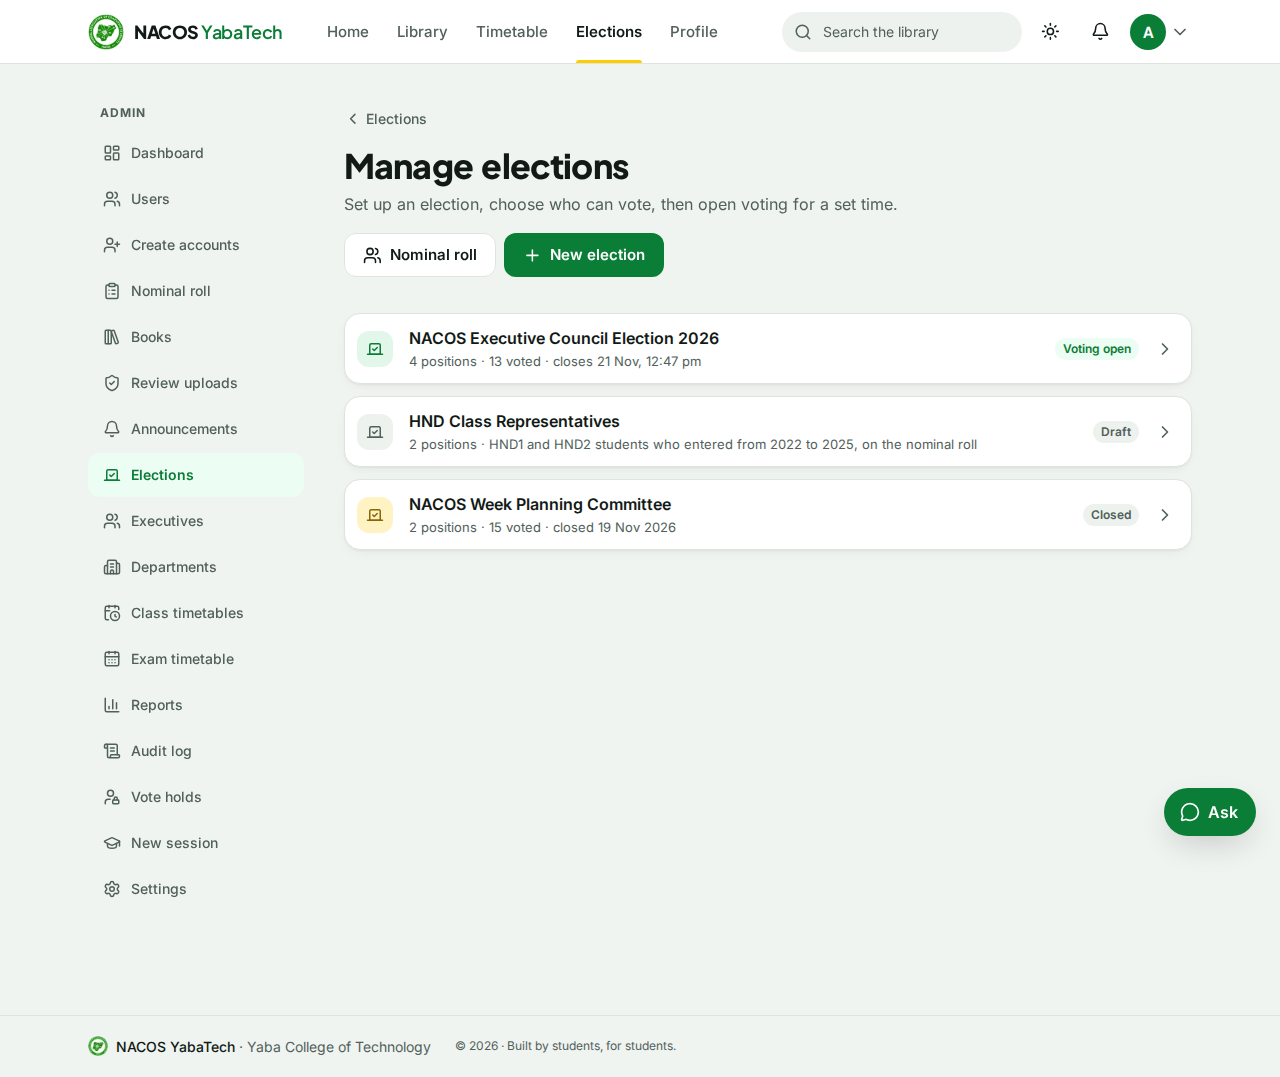 NACOS YabaTech
Home
Library
Timetable
Elections
Profile
Search the library
A
ADMIN
Dashboard
Users
Create accounts
Nominal roll
Books
Review uploads
Announcements
Elections
Executives
Departments
Class timetables
Exam timetable
Reports
Audit log
Vote holds
New session
Settings
Elections
Manage elections
Set up an election, choose who can vote, then open voting for a set time.
Nominal roll
New election
NACOS Executive Council Election 2026
4 positions · 13 voted · closes 21 Nov, 12:47 pm
Voting open
HND Class Representatives
2 positions · HND1 and HND2 students who entered from 2022 to 2025, on the nominal roll
Draft
NACOS Week Planning Committee
2 positions · 15 voted · closed 19 Nov 2026
Closed
Ask
NACOS YabaTech · Yaba College of Technology
© 2026 · Built by students, for students.